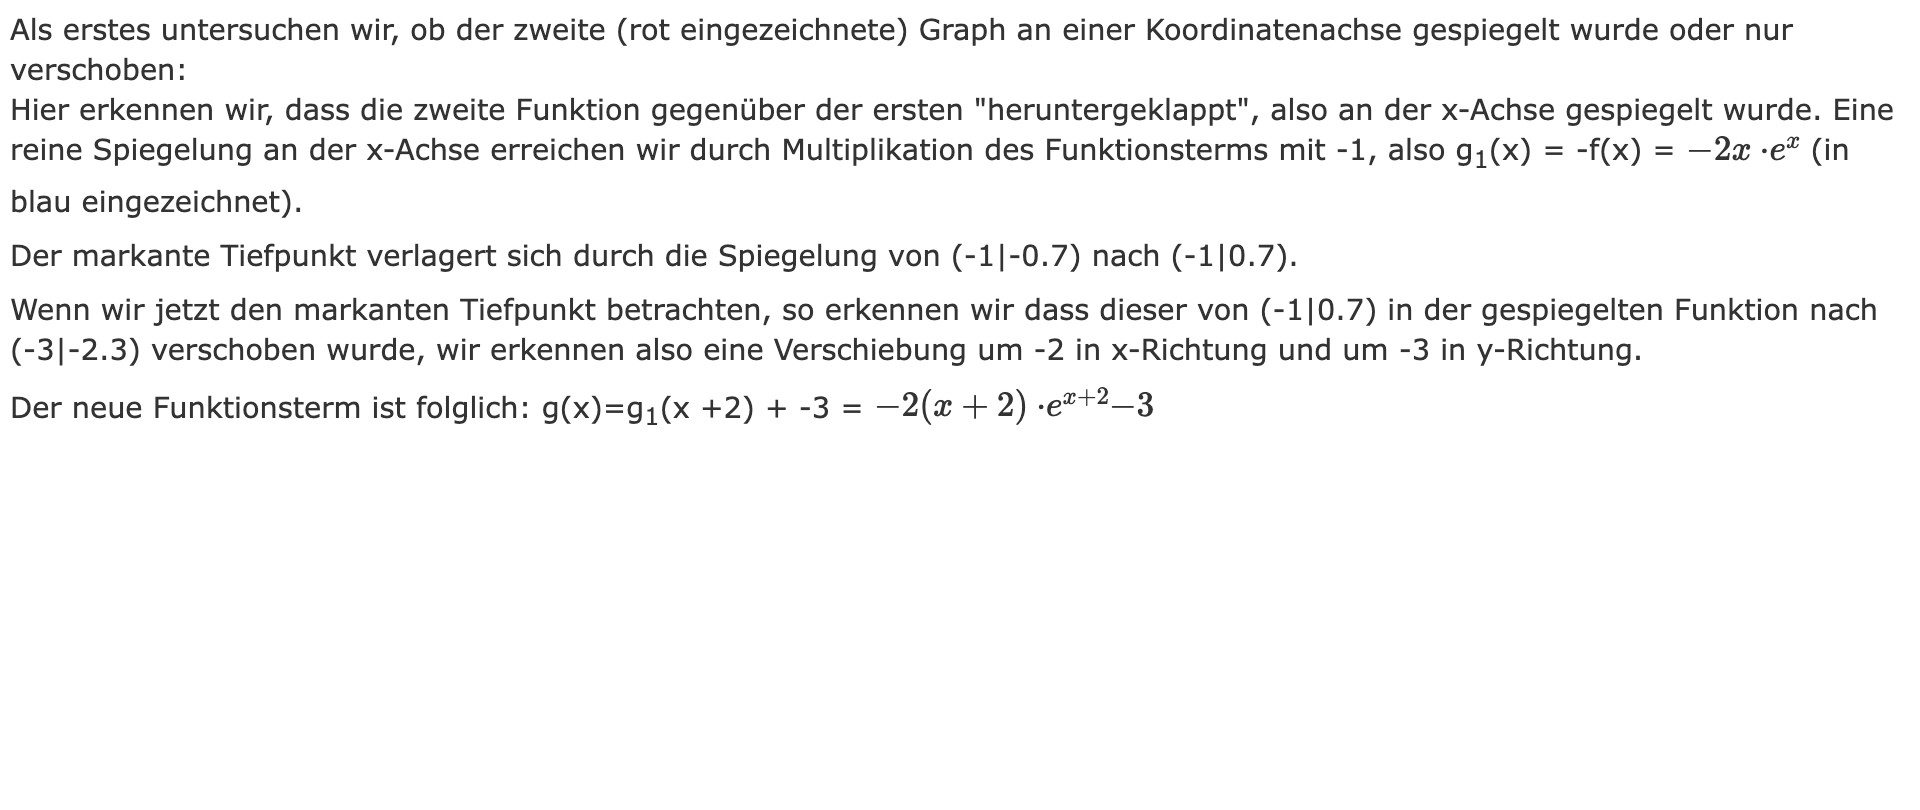 Als erstes untersuchen wir, ob der zweite (rot eingezeichnete) Graph an einer Koordinatenachse gespiegelt wurde oder nur
verschoben:
Hier erkennen wir, dass die zweite Funktion gegenüber der ersten "heruntergeklappt", also an der x-Achse gespiegelt wurde. Eine
reine Spiegelung an der x-Achse erreichen wir durch Multiplikation des Funktionsterms mit -1, also g₁(x) = -f(x) = −2x ·eˣ (in
blau eingezeichnet).
Der markante Tiefpunkt verlagert sich durch die Spiegelung von (-1|-0.7) nach (-1|0.7).
Wenn wir jetzt den markanten Tiefpunkt betrachten, so erkennen wir dass dieser von (-1|0.7) in der gespiegelten Funktion nach
(-3|-2.3) verschoben wurde, wir erkennen also eine Verschiebung um -2 in x-Richtung und um -3 in y-Richtung.
Der neue Funktionsterm ist folglich: g(x)=g₁(x +2) + -3 = −2(x + 2) ·eˣ⁺²−3